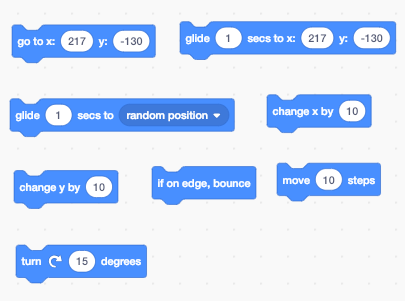 go to x: 217 y: -130
glide 1 secs to x: 217 y: -130
glide 1 secs to random position
change x by 10
change y by 10
if on edge, bounce
move 10 steps
turn 15 degrees